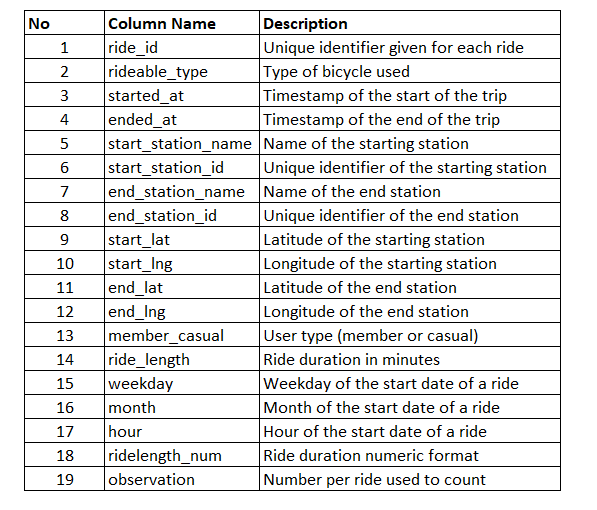 No Column Name Description
1 ride_id Unique identifier given for each ride
2 rideable_type Type of bicycle used
3 started_at Timestamp of the start of the trip
4 ended_at Timestamp of the end of the trip
5 start_station_name Name of the starting station
6 start_station_id Unique identifier of the starting station
7 end_station_name Name of the end station
8 end_station_id Unique identifier of the end station
9 start_lat Latitude of the starting station
10 start_lng Longitude of the starting station
11 end_lat Latitude of the end station
12 end_lng Longitude of the end station
13 member_casual User type (member or casual)
14 ride_length Ride duration in minutes
15 weekday Weekday of the start date of a ride
16 month Month of the start date of a ride
17 hour Hour of the start date of a ride
18 ridelength_num Ride duration numeric format
19 observation Number per ride used to count